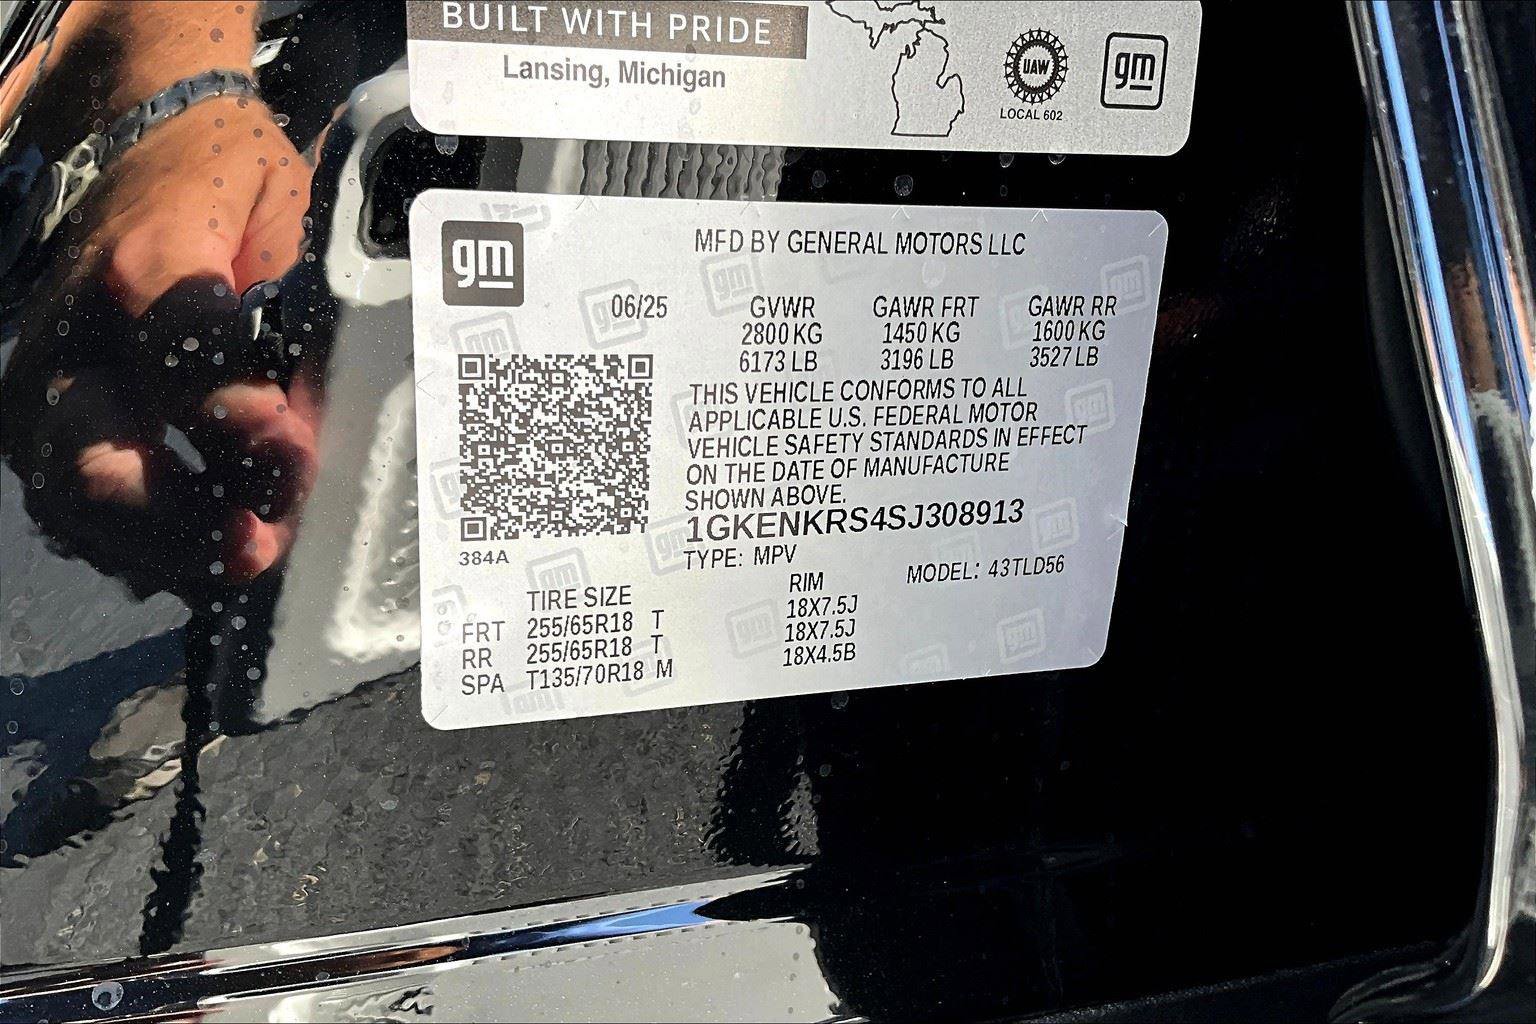 BUILT WITH PRIDE
Lansing, Michigan
UAW
LOCAL 602
gm
gm
MFD BY GENERAL MOTORS LLC
06/25 GVWR GAWR FRT GAWR RR
2800 KG 1450 KG 1600 KG
6173 LB 3196 LB 3527 LB
THIS VEHICLE CONFORMS TO ALL
APPLICABLE U.S. FEDERAL MOTOR
VEHICLE SAFETY STANDARDS IN EFFECT
ON THE DATE OF MANUFACTURE
SHOWN ABOVE.
1GKENKRS4SJ308913
384A
TYPE: MPV MODEL: 43TLD56
TIRE SIZE RIM
FRT 255/65R18 T 18X7.5J
RR 255/65R18 T 18X7.5J
SPA T135/70R18 M 18X4.5B